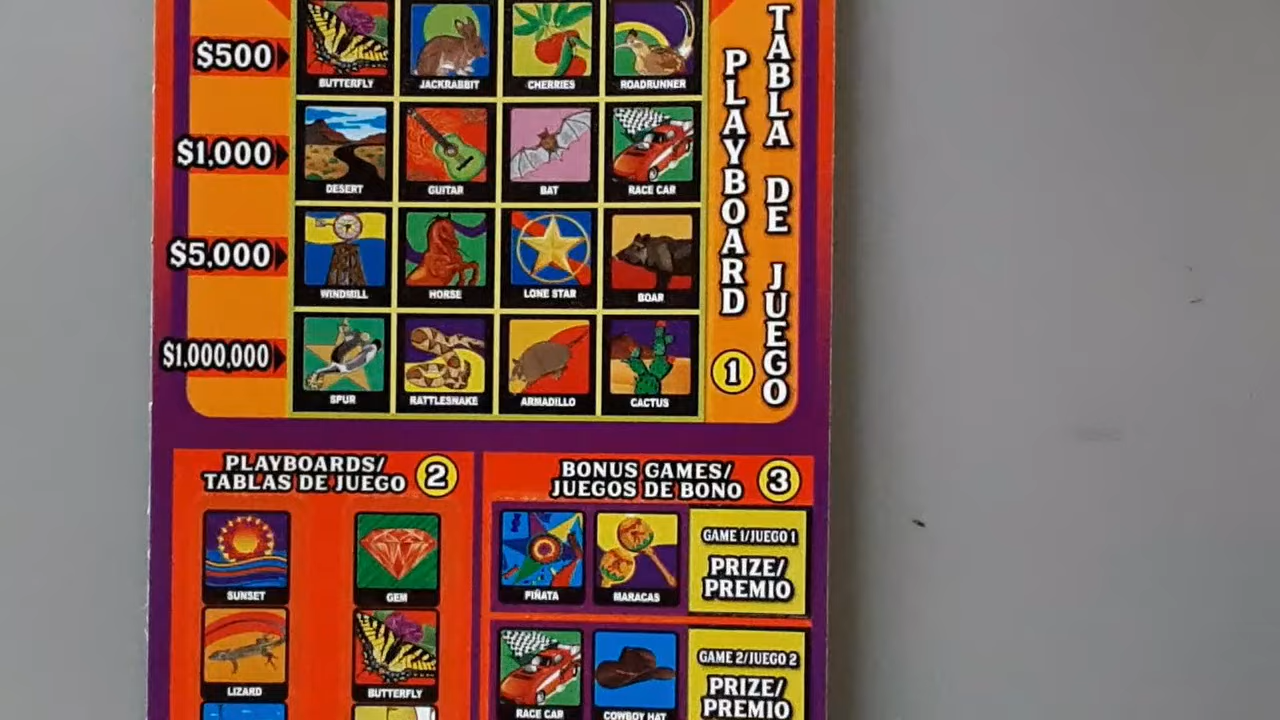 $500
BUTTERFLY JACKRABBIT CHERRIES ROADRUNNER
$1,000
DESERT GUITAR BAT RACE CAR
$5,000
WINDMILL HORSE LONE STAR BOAR
$1,000,000
SPUR RATTLESNAKE ARMADILLO CACTUS
PLAYBOARD
TABLA DE JUEGO
1
PLAYBOARDS/
TABLAS DE JUEGO
2
SUNSET GEM
LIZARD BUTTERFLY
BONUS GAMES/
JUEGOS DE BONO
3
PIÑATA MARACAS
GAME 1/JUEGO 1
PRIZE/
PREMIO
RACE CAR COWBOY HAT
GAME 2/JUEGO 2
PRIZE/
PREMIO